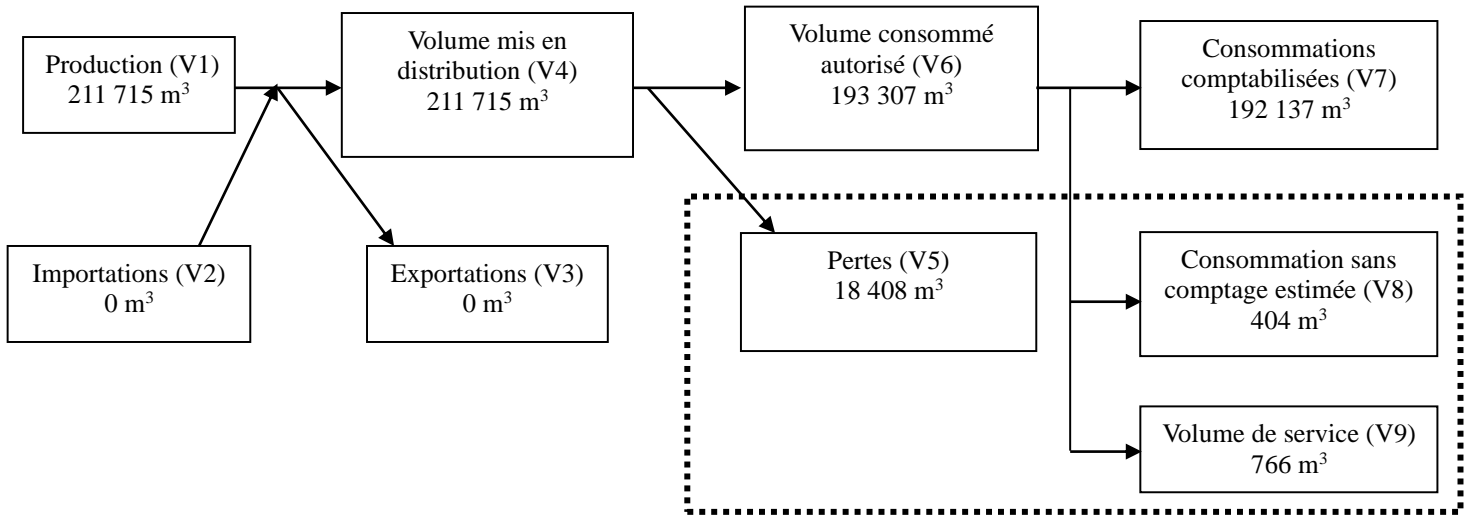 Production (V1)
211 715 m³
Volume mis en
distribution (V4)
211 715 m³
Volume consommé
autorisé (V6)
193 307 m³
Consommations
comptabilisées (V7)
192 137 m³
Importations (V2)
0 m³
Exportations (V3)
0 m³
Pertes (V5)
18 408 m³
Consommation sans
comptage estimée (V8)
404 m³
Volume de service (V9)
766 m³